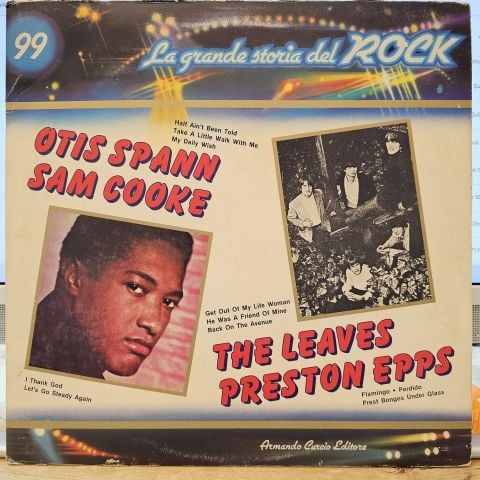 99
La grande storia del ROCK
Half Ain't Been Told
Take A Little Walk With Me
My Daily Wish
OTIS SPANN
SAM COOKE
Get Out Of My Life Woman
He Was A Friend Of Mine
Back On The Avenue
THE LEAVES
PRESTON EPPS
I Thank God
Let's Go Steady Again
Flamingo • Perdido
Prest Bongos Under Glass
Armando Curcio Editore